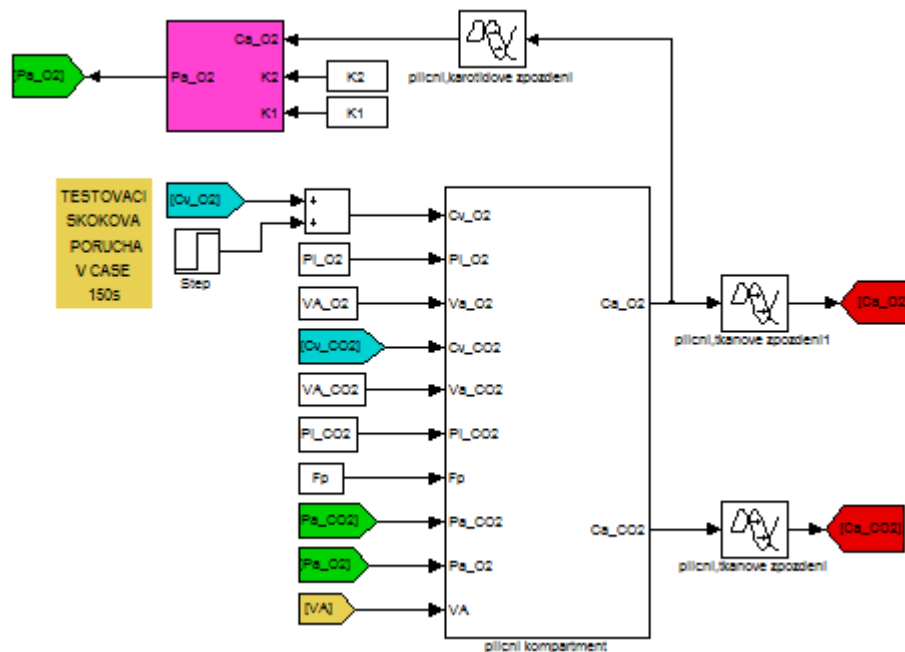 Ca_O2
[Pa_O2]
Pa_O2
K2
K2
K1
K1
plicni,karotidove zpozdeni
TESTOVACI
SKOKOVA
PORUCHA
V CASE
150s
[Cv_O2]
+
+
Step
Cv_O2
PI_O2
PI_O2
VA_O2
Va_O2
Ca_O2
[Ca_O2
plicni,tkanove zpozdeni1
[Cv_CO2]
Cv_CO2
VA_CO2
Va_CO2
PI_CO2
PI_CO2
Fp
Fp
[Pa_CO2]
Pa_CO2
Ca_CO2
[Ca_CO2]
plicni,tkanove zpozdeni
[Pa_O2]
Pa_O2
[VA]
VA
plicni kompartment